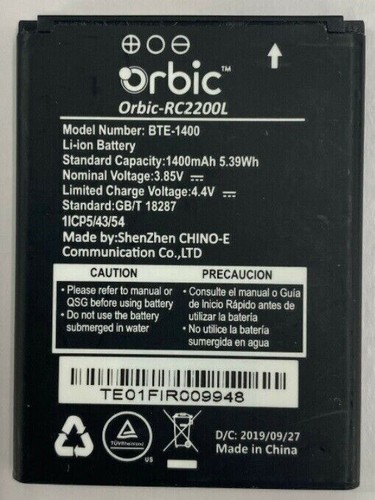 orbic™
Orbic-RC2200L
Model Number: BTE-1400
Li-ion Battery
Standard Capacity:1400mAh 5.39Wh
Nominal Voltage:3.85V
Limited Charge Voltage:4.4V
Standard:GB/T 18287
1ICP5/43/54
Made by:ShenZhen CHINO-E
Communication Co.,LTD
CAUTION
• Please refer to manual or
QSG before using battery
• Do not use the battery
submerged in water
PRECAUCION
• Consulte el manual o Guía
de Inicio Rápido antes de
utilizar la batería
• No utilice la batería
sumergida en agua
TE01FIR009948
TÜVRheinland
US
D/C: 2019/09/27
Made in China